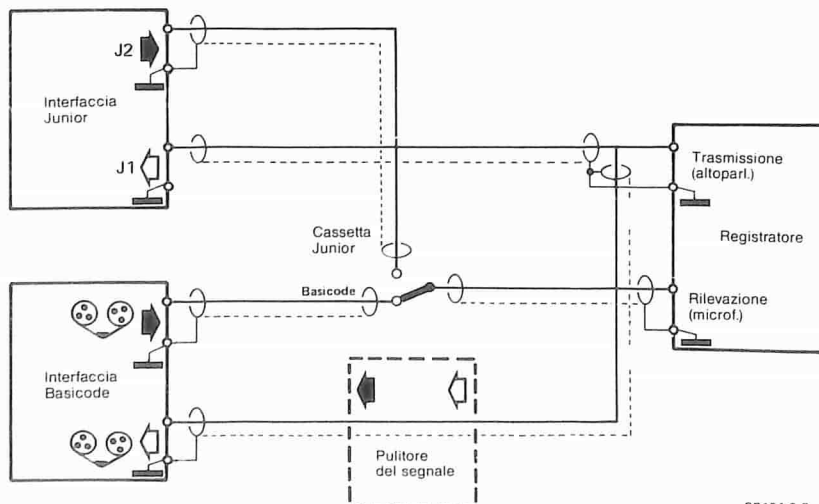 J2
Interfaccia
Junior
J1
Trasmissione
(altoparl.)
Registratore
Cassetta
Junior
Basicode
Rilevazione
(microf.)
Interfaccia
Basicode
Pulitore
del segnale